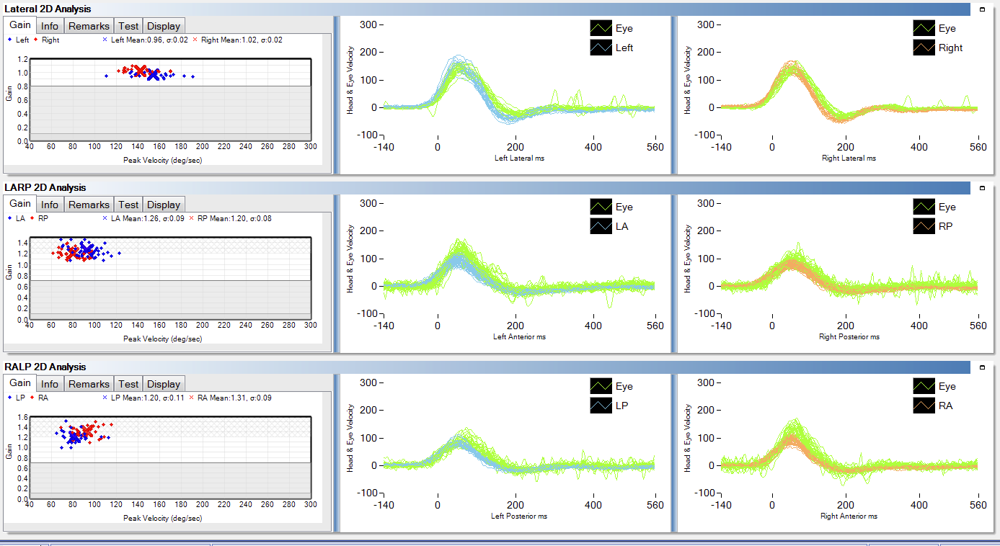 Lateral 2D Analysis
Gain Info Remarks Test Display
Left Right Left Mean:0.96, σ:0.02 Right Mean:1.02, σ:0.02
1.2
1.0
0.8
0.6
0.4
0.2
0.0
Gain
40 60 80 100 120 140 160 180 200 220 240 260 280 300
Peak Velocity (deg/sec)
300
200
100
0
-100
Head & Eye Velocity
Eye
Left
-140 0 200 400 560
Left Lateral ms
300
200
100
0
-100
Head & Eye Velocity
Eye
Right
-140 0 200 400 560
Right Lateral ms
LARP 2D Analysis
Gain Info Remarks Test Display
LA RP LA Mean:1.26, σ:0.09 RP Mean:1.20, σ:0.08
1.4
1.2
1.0
0.8
0.6
0.4
0.2
0.0
Gain
40 60 80 100 120 140 160 180 200 220 240 260 280 300
Peak Velocity (deg/sec)
300
200
100
0
-100
Head & Eye Velocity
Eye
LA
-140 0 200 400 560
Left Anterior ms
300
200
100
0
-100
Head & Eye Velocity
Eye
RP
-140 0 200 400 560
Right Posterior ms
RALP 2D Analysis
Gain Info Remarks Test Display
LP RA LP Mean:1.20, σ:0.11 RA Mean:1.31, σ:0.09
1.6
1.4
1.2
1.0
0.8
0.6
0.4
0.2
0.0
Gain
40 60 80 100 120 140 160 180 200 220 240 260 280 300
Peak Velocity (deg/sec)
300
200
100
0
-100
Head & Eye Velocity
Eye
LP
-140 0 200 400 560
Left Posterior ms
300
200
100
0
-100
Head & Eye Velocity
Eye
RA
-140 0 200 400 560
Right Anterior ms